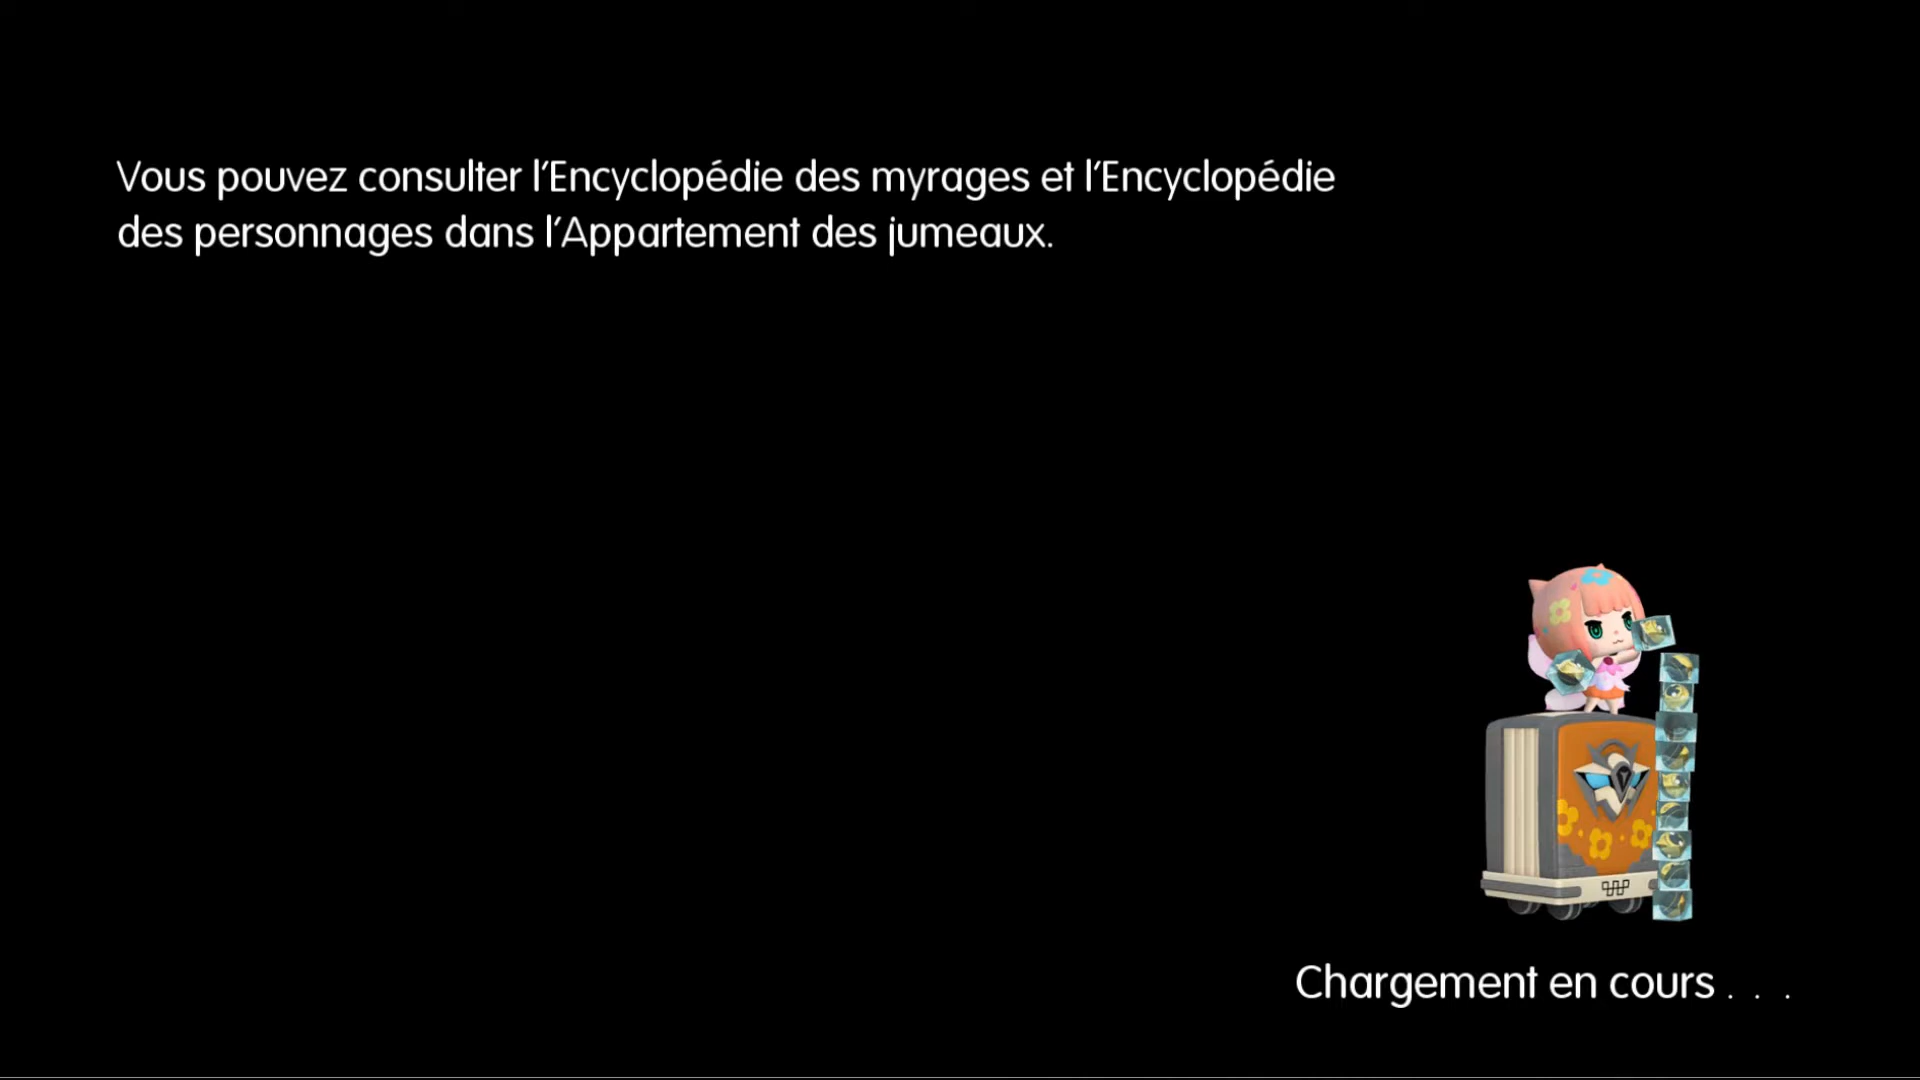 Vous pouvez consulter l'Encyclopédie des myrages et l'Encyclopédie
des personnages dans l'Appartement des jumeaux.
Chargement en cours . . .